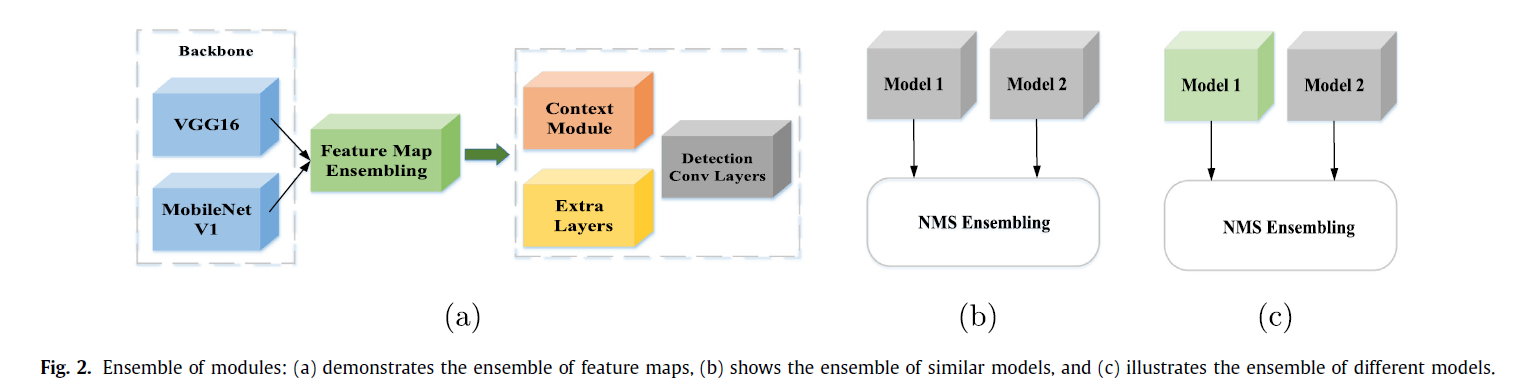 Backbone
VGG16
MobileNet
V1
Feature Map
Ensembling
Context
Module
Extra
Layers
Detection
Conv Layers
(a)
Model 1
Model 2
NMS Ensembling
(b)
Model 1
Model 2
NMS Ensembling
(c)
Fig. 2. Ensemble of modules: (a) demonstrates the ensemble of feature maps, (b) shows the ensemble of similar models, and (c) illustrates the ensemble of different models.